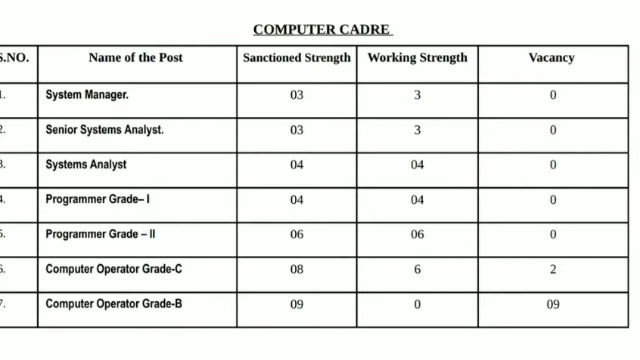 COMPUTER CADRE
S.NO. Name of the Post Sanctioned Strength Working Strength Vacancy
1. System Manager. 03 3 0
2. Senior Systems Analyst. 03 3 0
3. Systems Analyst 04 04 0
4. Programmer Grade– I 04 04 0
5. Programmer Grade – II 06 06 0
6. Computer Operator Grade-C 08 6 2
7. Computer Operator Grade-B 09 0 09